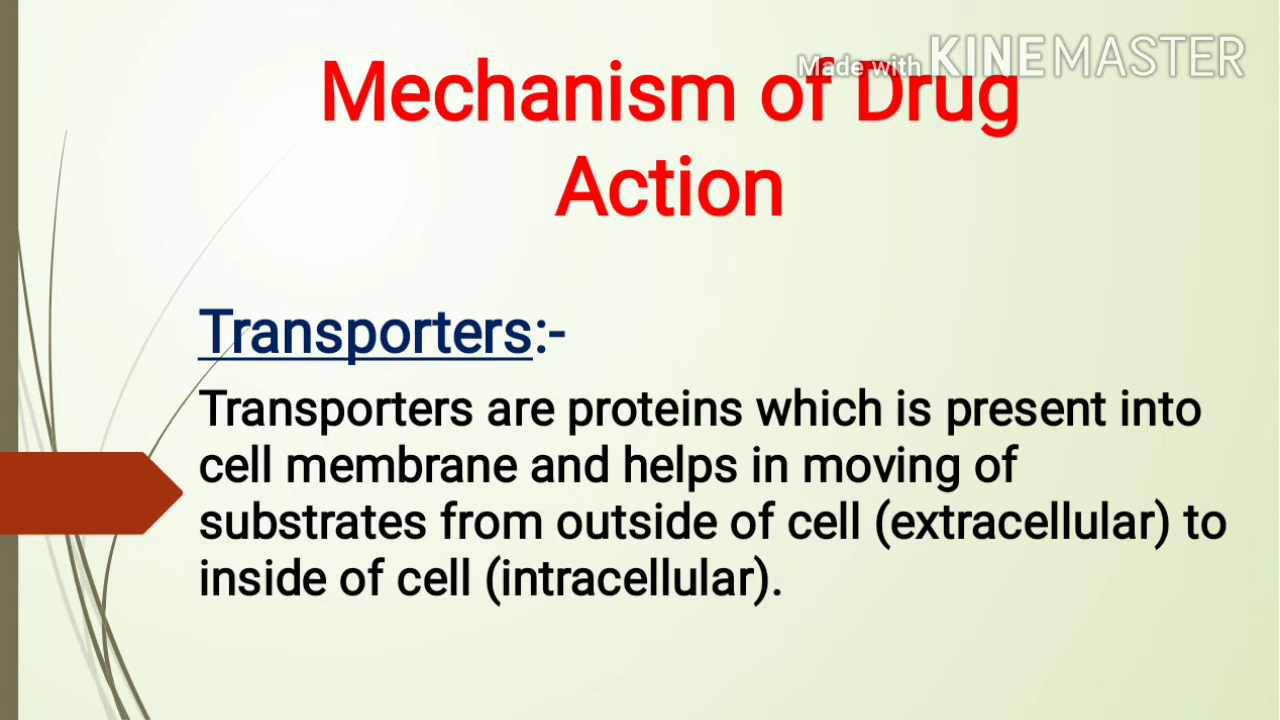 Made with KINEMASTER
Mechanism of Drug
Action
Transporters:-
Transporters are proteins which is present into
cell membrane and helps in moving of
substrates from outside of cell (extracellular) to
inside of cell (intracellular).